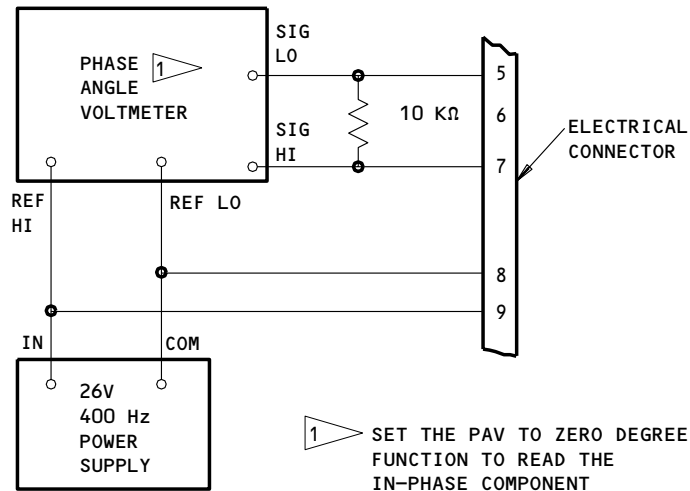 SIG
LO
PHASE
ANGLE
VOLTMETER
1
5
10 KΩ
6
ELECTRICAL
CONNECTOR
SIG
HI
7
REF
HI
REF LO
8
9
IN
COM
26V
400 Hz
POWER
SUPPLY
1
SET THE PAV TO ZERO DEGREE
FUNCTION TO READ THE
IN-PHASE COMPONENT